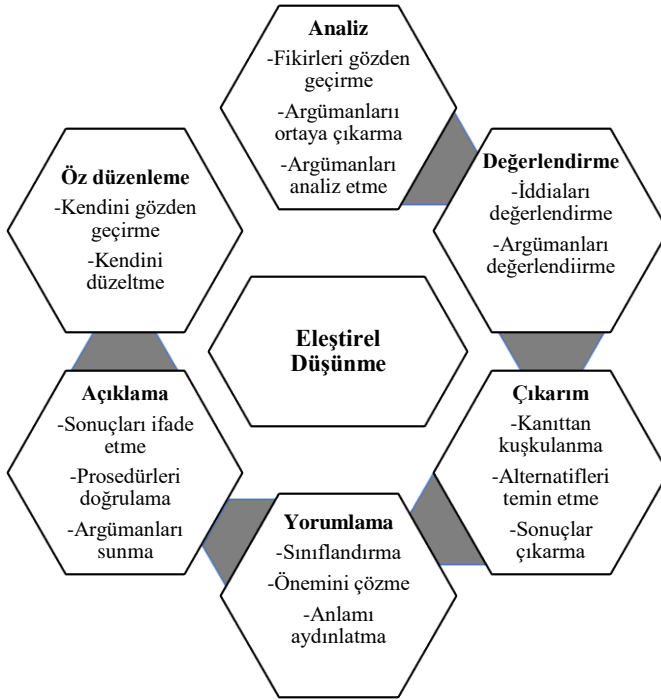 Analiz
-Fikirleri gözden
geçirme
-Argümanlarıı
ortaya çıkarma
-Argümanları
analiz etme
Değerlendirme
-İddiaları
değerlendirme
-Argümanları
değerlendiirme
Çıkarım
-Kanıttan
kuşkulanma
-Alternatifleri
temin etme
-Sonuçlar
çıkarma
Yorumlama
-Sınıflandırma
-Önemini çözme
-Anlamı
aydınlatma
Açıklama
-Sonuçları ifade
etme
-Prosedürleri
doğrulama
-Argümanları
sunma
Öz düzenleme
-Kendini gözden
geçirme
-Kendini
düzeltme
Eleştirel
Düşünme